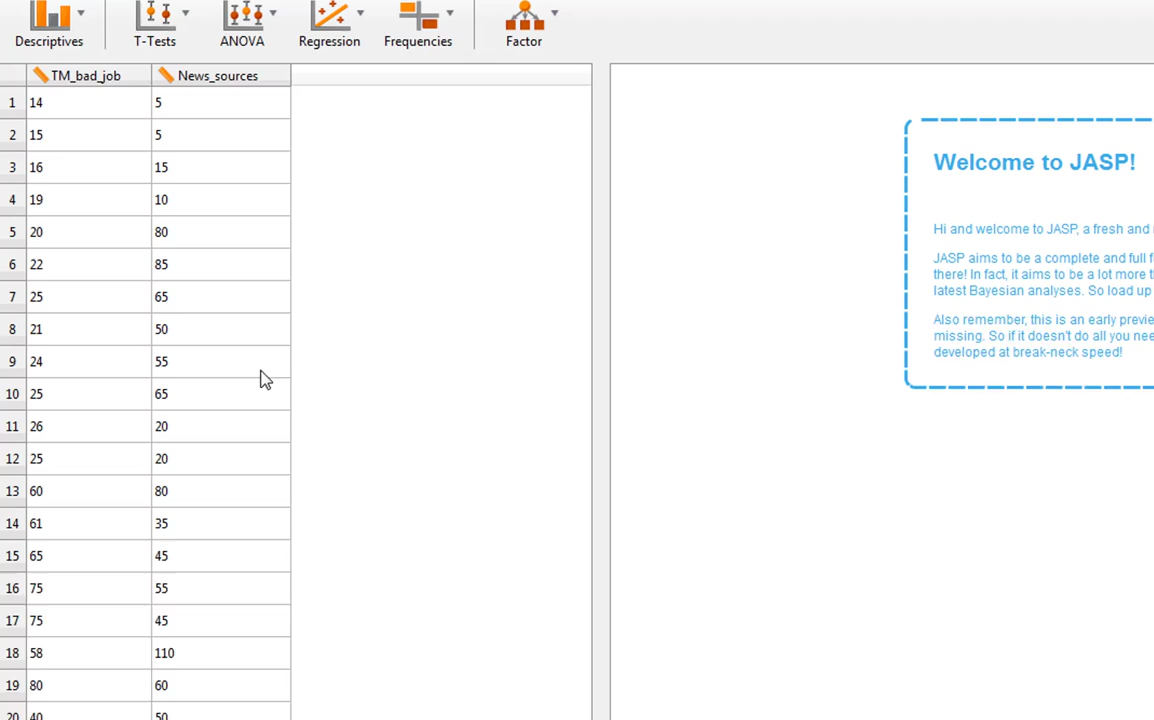 Descriptives T-Tests ANOVA Regression Frequencies Factor
TM_bad_job News_sources
1 14 5
2 15 5
3 16 15
4 19 10
5 20 80
6 22 85
7 25 65
8 21 50
9 24 55
10 25 65
11 26 20
12 25 20
13 60 80
14 61 35
15 65 45
16 75 55
17 75 45
18 58 110
19 80 60
20 40 50
Welcome to JASP!
Hi and welcome to JASP, a fresh and
JASP aims to be a complete and full
there! In fact, it aims to be a lot more
latest Bayesian analyses. So load up
Also remember, this is an early
missing. So if it doesn't do all you
developed at break-neck speed!